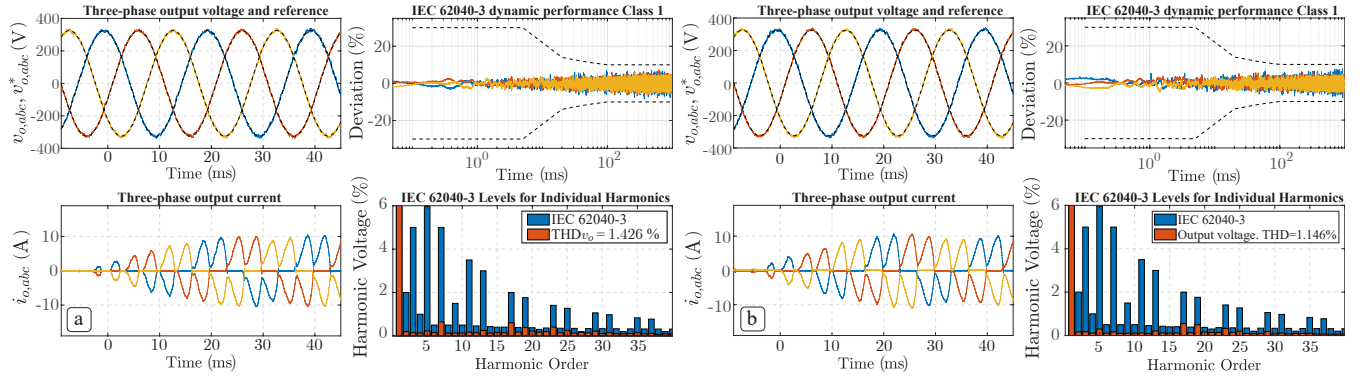 Three-phase output voltage and reference
v_{o,abc}, v^*_{o,abc} (V)
400
200
0
-200
-400
0 10 20 30 40
Time (ms)
IEC 62040-3 dynamic performance Class 1
Deviation (%)
20
0
-20
10^0 10^2
Time (ms)
Three-phase output voltage and reference
v_{o,abc}, v^*_{o,abc} (V)
400
200
0
-200
-400
0 10 20 30 40
Time (ms)
IEC 62040-3 dynamic performance Class 1
Deviation (%)
20
0
-20
10^0 10^2
Time (ms)
Three-phase output current
i_{o,abc} (A)
10
0
-10
a
0 10 20 30 40
Time (ms)
IEC 62040-3 Levels for Individual Harmonics
Harmonic Voltage (%)
6
4
2
0
IEC 62040-3
THDv_o = 1.426 %
5 10 15 20 25 30 35
Harmonic Order
Three-phase output current
i_{o,abc} (A)
10
0
-10
b
0 10 20 30 40
Time (ms)
IEC 62040-3 Levels for Individual Harmonics
Harmonic Voltage (%)
6
4
2
0
IEC 62040-3
Output voltage. THD=1.146%
5 10 15 20 25 30 35
Harmonic Order